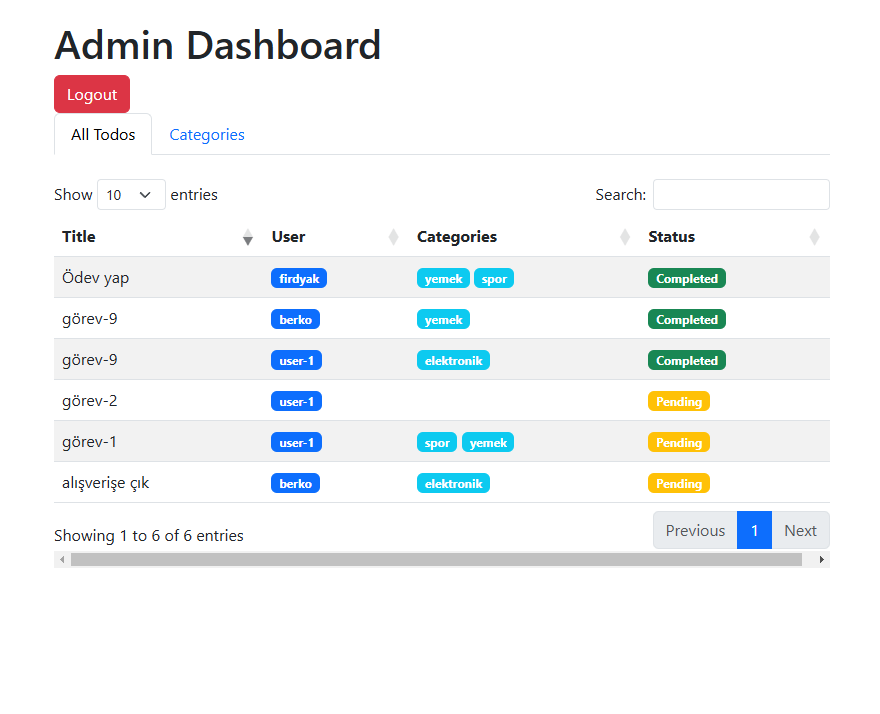 Admin Dashboard
Logout
All Todos Categories
Show 10 entries Search:
Title User Categories Status
Ödev yap firdyak yemek spor Completed
görev-9 berko yemek Completed
görev-9 user-1 elektronik Completed
görev-2 user-1 Pending
görev-1 user-1 spor yemek Pending
alışverişe çık berko elektronik Pending
Showing 1 to 6 of 6 entries Previous 1 Next